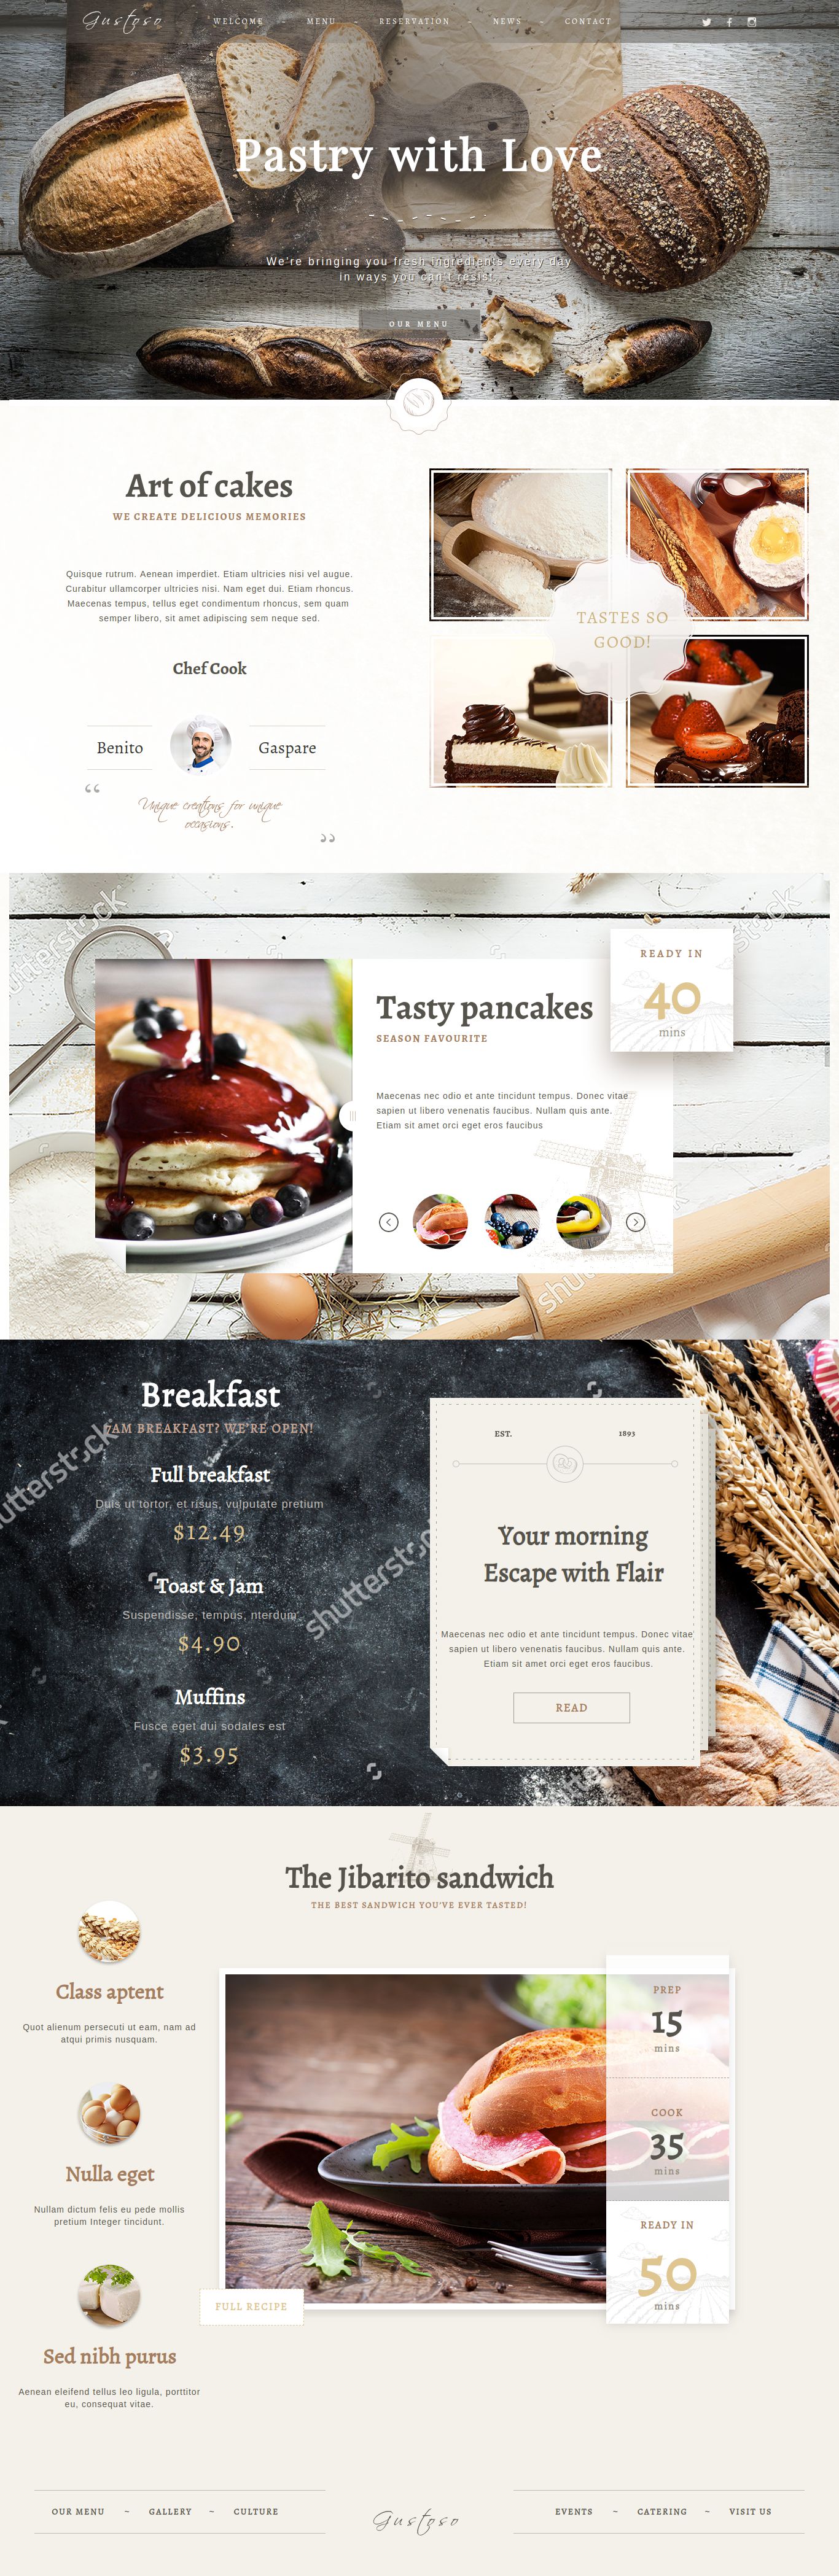 Gustoso
WELCOME ~ MENU ~ RESERVATION ~ NEWS ~ CONTACT
Pastry with Love
We're bringing you fresh ingredients every day
in ways you can't resist!
OUR MENU
Art of cakes
WE CREATE DELICIOUS MEMORIES
Quisque rutrum. Aenean imperdiet. Etiam ultricies nisi vel augue.
Curabitur ullamcorper ultricies nisi. Nam eget dui. Etiam rhoncus.
Maecenas tempus, tellus eget condimentum rhoncus, sem quam
semper libero, sit amet adipiscing sem neque sed.
Chef Cook
Benito
Gaspare
“
Unique creations for unique
occasions.
”
TASTES SO
GOOD!
shutterstock
READY IN
40
mins
Tasty pancakes
SEASON FAVOURITE
Maecenas nec odio et ante tincidunt tempus. Donec vitae
sapien ut libero venenatis faucibus. Nullam quis ante.
Etiam sit amet orci eget eros faucibus
Breakfast
7AM BREAKFAST? WE'RE OPEN!
Full breakfast
Duis ut tortor, et risus, vulputate pretium
$12.49
Toast & Jam
Suspendisse, tempus, nterdum
$4.90
Muffins
Fusce eget dui sodales est
$3.95
shutterstock
EST.
1893
Your morning
Escape with Flair
Maecenas nec odio et ante tincidunt tempus. Donec vitae
sapien ut libero venenatis faucibus. Nullam quis ante.
Etiam sit amet orci eget eros faucibus.
READ
The Jibarito sandwich
THE BEST SANDWICH YOU'VE EVER TASTED!
Class aptent
Quot alienum persecuti ut eam, nam ad
atqui primis nusquam.
Nulla eget
Nullam dictum felis eu pede mollis
pretium Integer tincidunt.
Sed nibh purus
Aenean eleifend tellus leo ligula, porttitor
eu, consequat vitae.
PREP
15
mins
COOK
35
mins
READY IN
50
mins
FULL RECIPE
OUR MENU ~ GALLERY ~ CULTURE
Gustoso
EVENTS ~ CATERING ~ VISIT US